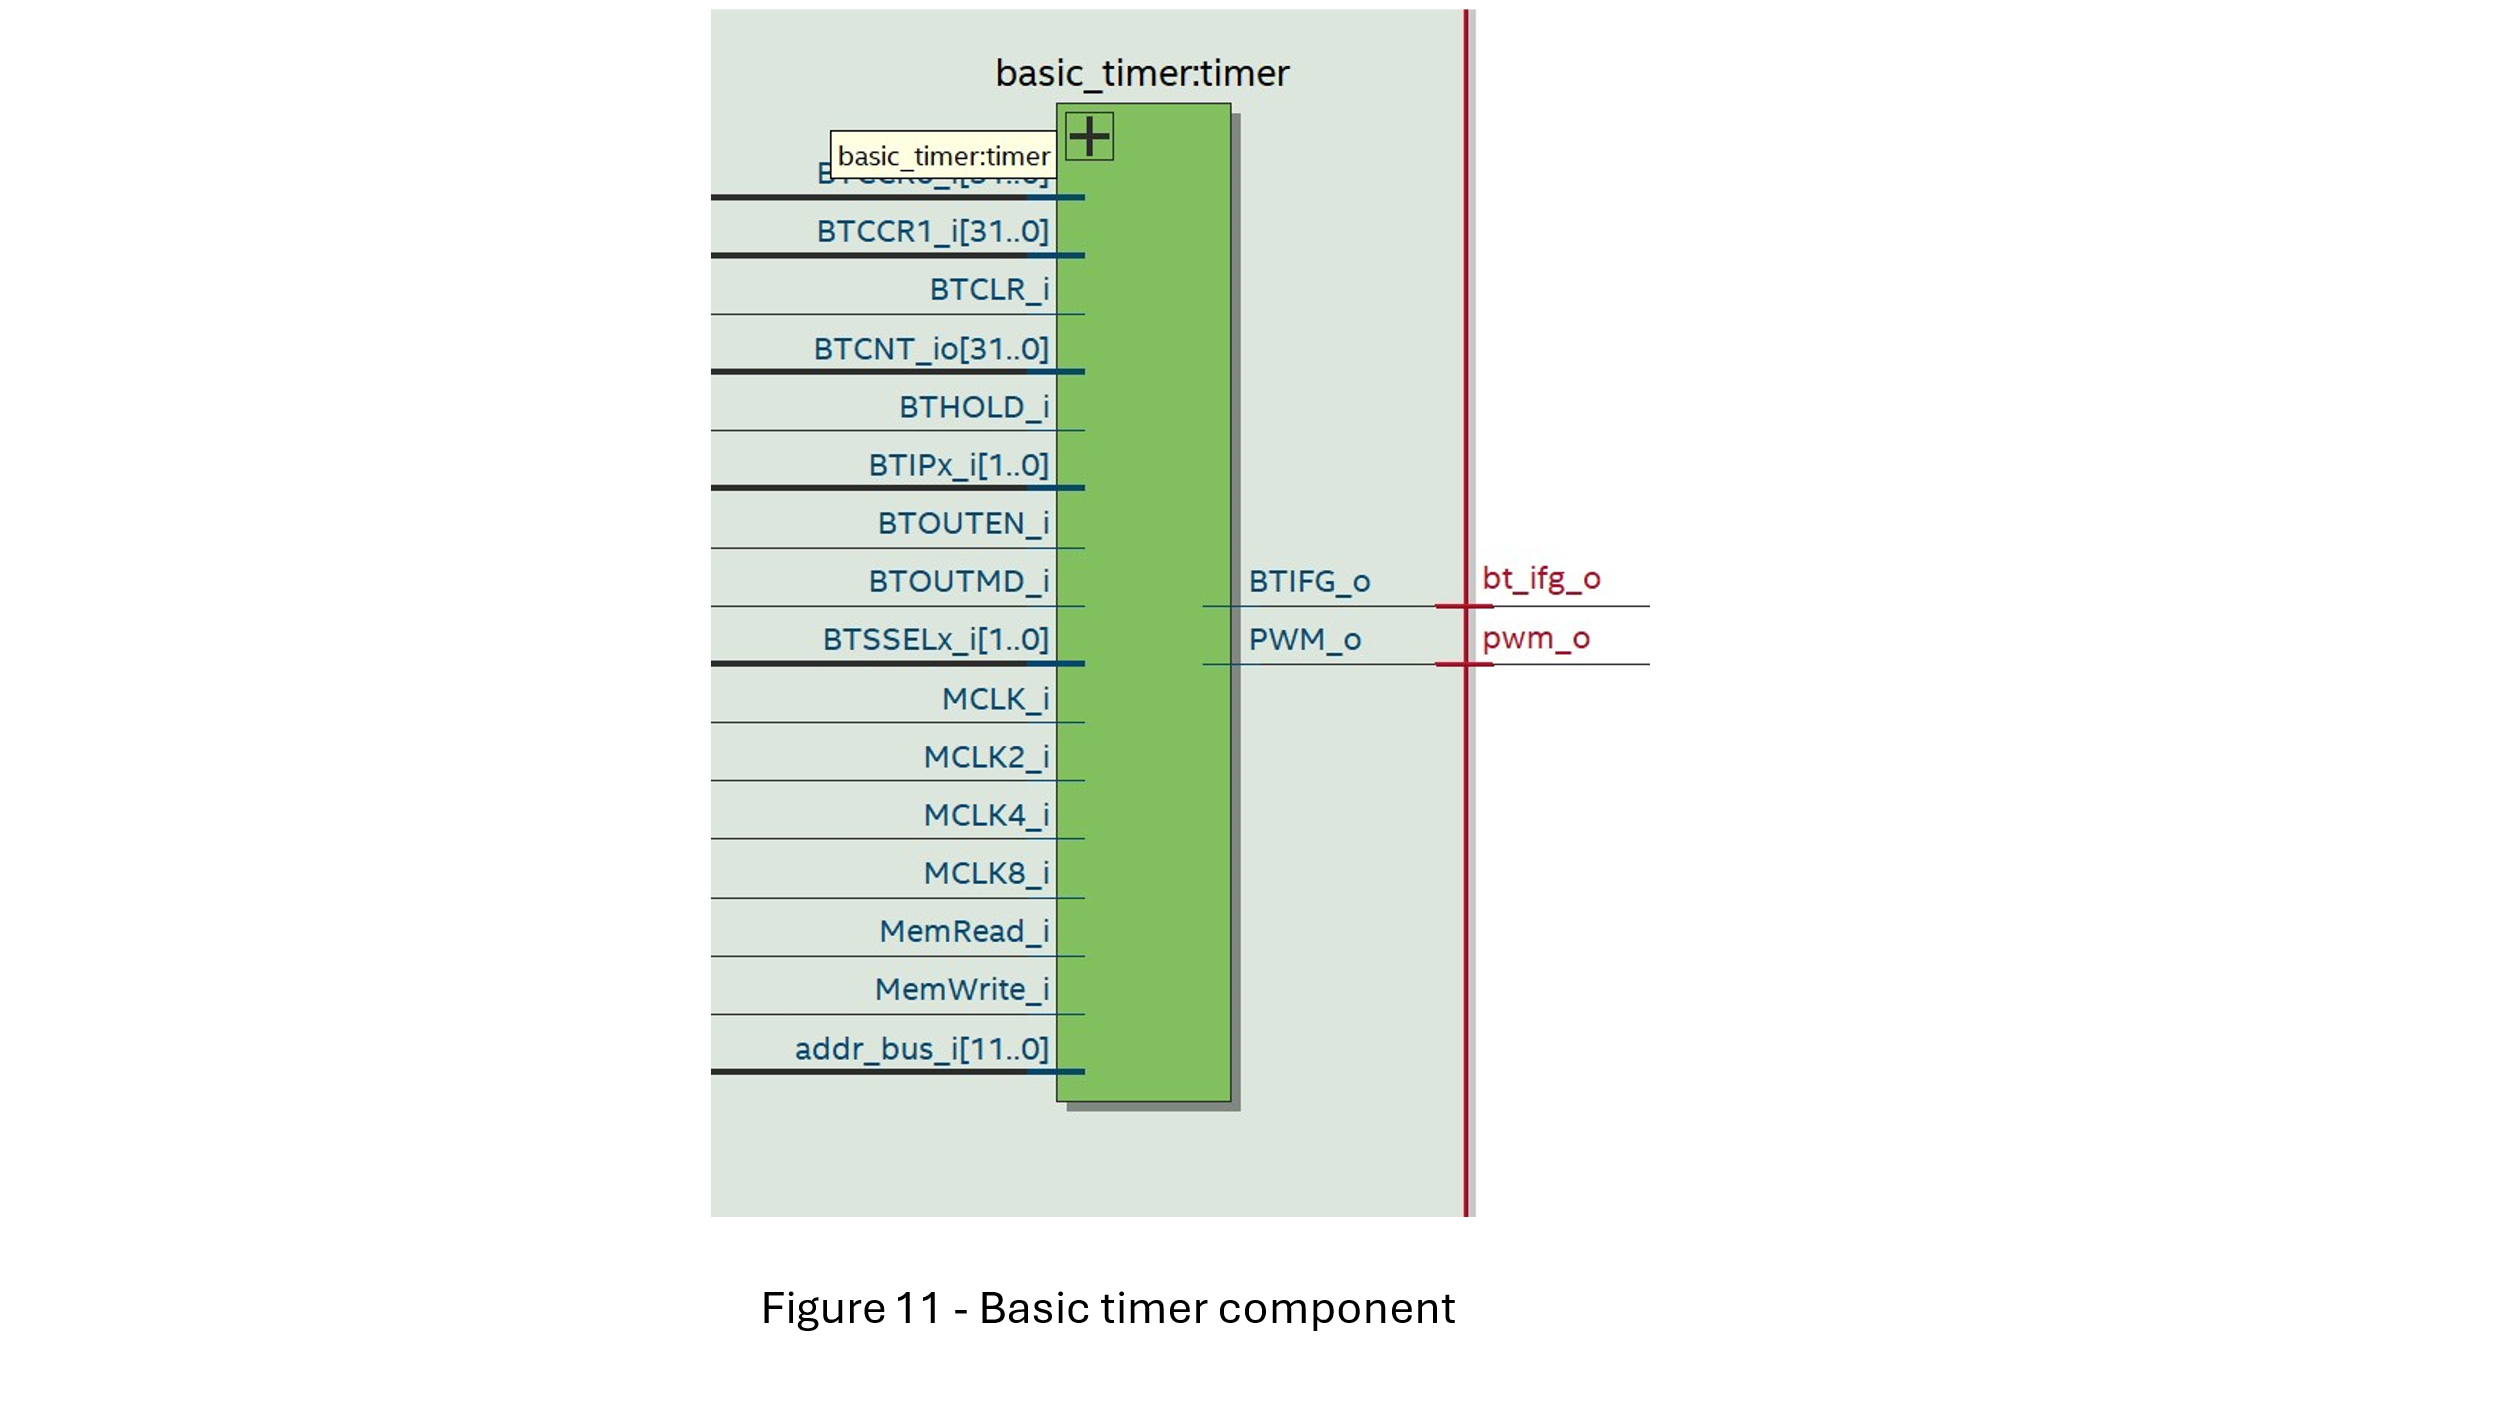 basic_timer:timer
basic_timer:timer
BTCCR1_i[31..0]
BTCLR_i
BTCNT_io[31..0]
BTHOLD_i
BTIPx_i[1..0]
BTOUTEN_i
BTOUTMD_i
BTIFG_o
bt_ifg_o
BTSSELx_i[1..0]
PWM_o
pwm_o
MCLK_i
MCLK2_i
MCLK4_i
MCLK8_i
MemRead_i
MemWrite_i
addr_bus_i[11..0]
Figure 11 - Basic timer component